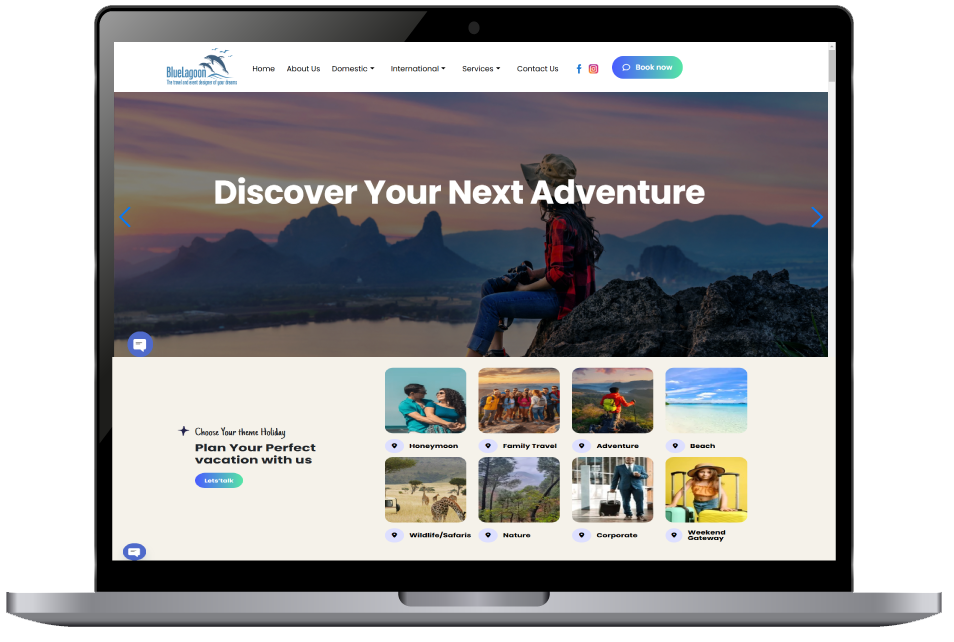 BlueLagoon
The travel and event designer of your dreams
Home About Us Domestic International Services Contact Us Book now
Discover Your Next Adventure
Choose Your theme Holiday
Plan Your Perfect
vacation with us
Lets'talk
Honeymoon Family Travel Adventure Beach
Wildlife/Safaris Nature Corporate Weekend
Gateway